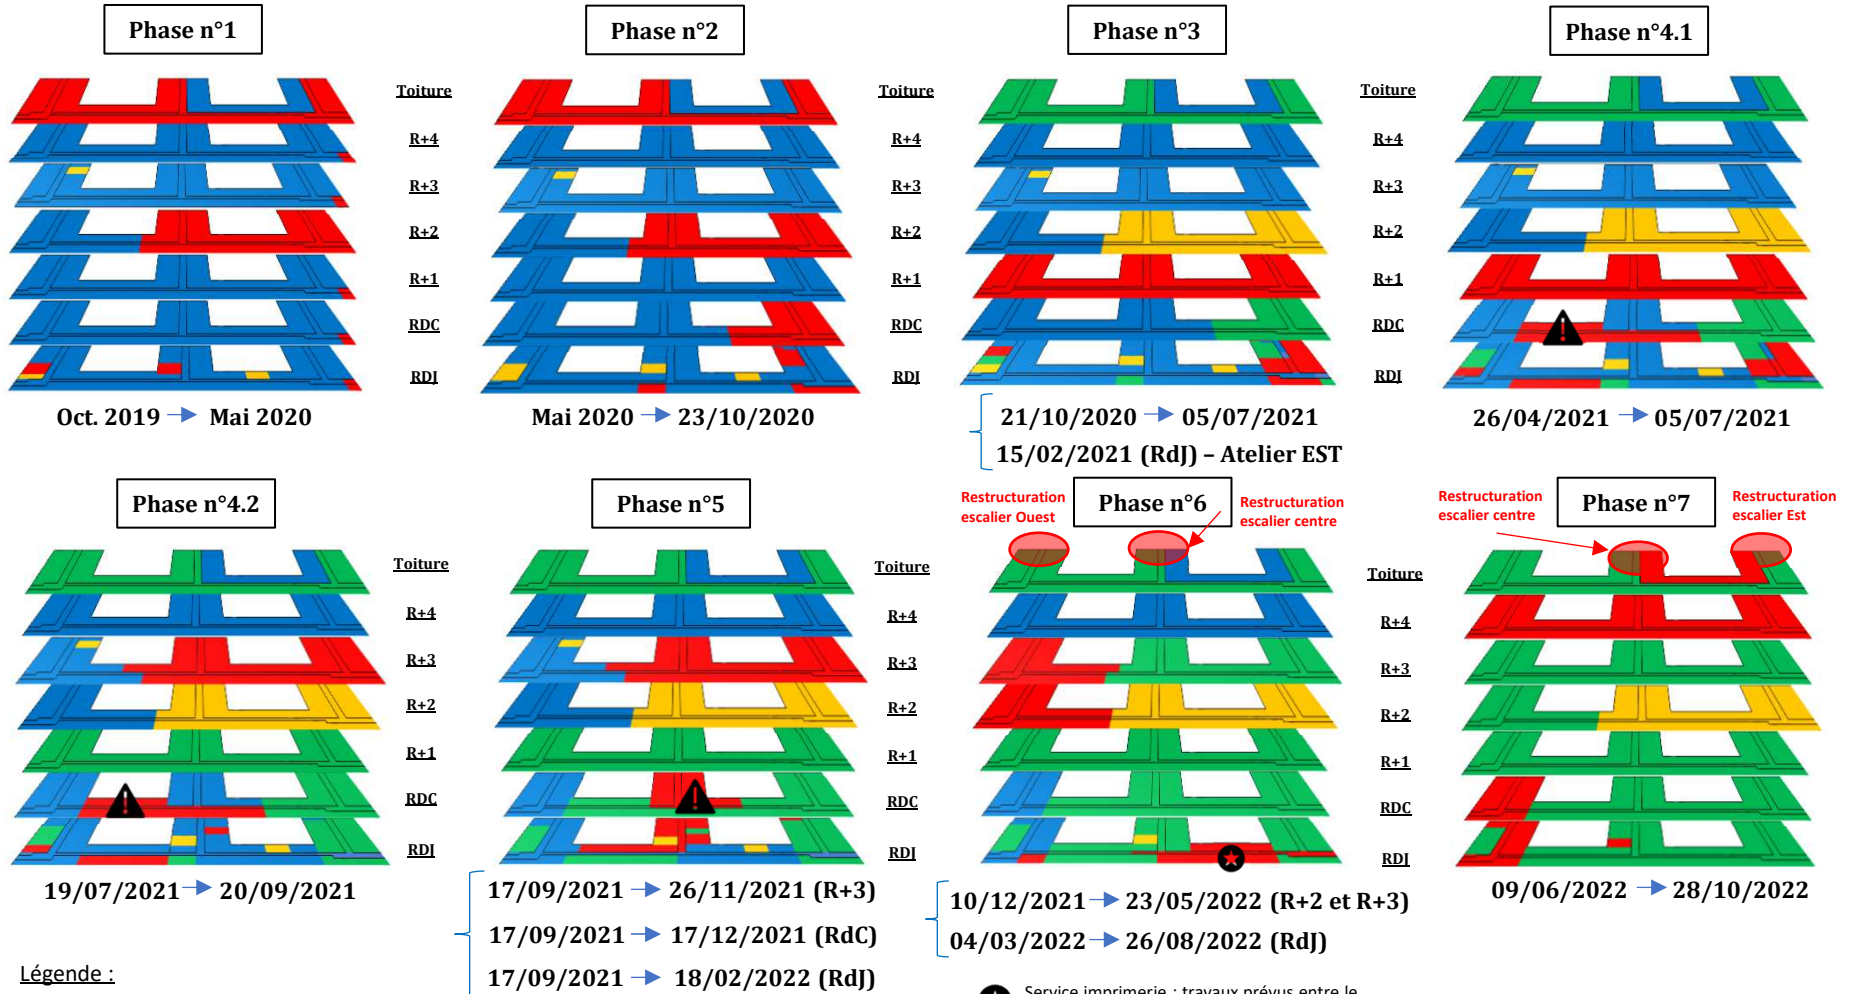 Phase n°1
Phase n°2
Phase n°3
Phase n°4.1
Toiture
R+4
R+3
R+2
R+1
RDC
RDJ
Toiture
R+4
R+3
R+2
R+1
RDC
RDJ
Toiture
R+4
R+3
R+2
R+1
RDC
RDJ
Oct. 2019 → Mai 2020
Mai 2020 → 23/10/2020
21/10/2020 → 05/07/2021
15/02/2021 (RdJ) – Atelier EST
26/04/2021 → 05/07/2021
Phase n°4.2
Phase n°5
Restructuration
escalier Ouest
Phase n°6
Restructuration
escalier centre
Restructuration
escalier centre
Phase n°7
Restructuration
escalier Est
Toiture
R+4
R+3
R+2
R+1
RDC
RDJ
Toiture
R+4
R+3
R+2
R+1
RDC
RDJ
Toiture
R+4
R+3
R+2
R+1
RDC
RDJ
19/07/2021 → 20/09/2021
17/09/2021 → 26/11/2021 (R+3)
17/09/2021 → 17/12/2021 (RdC)
17/09/2021 → 18/02/2022 (RdJ)
10/12/2021 → 23/05/2022 (R+2 et R+3)
04/03/2022 → 26/08/2022 (RdJ)
09/06/2022 → 28/10/2022
Légende :
Service imprimerie : travaux prévus entre le